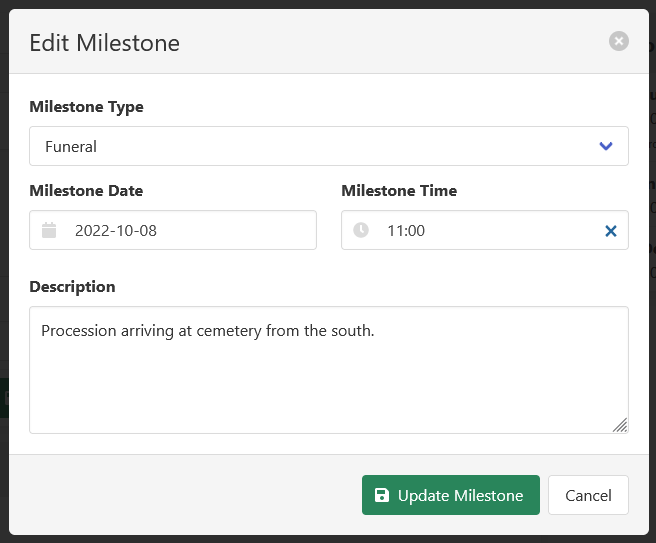 Edit Milestone
Milestone Type
Funeral
Milestone Date
Milestone Time
2022-10-08
11:00
Description
Procession arriving at cemetery from the south.
Update Milestone
Cancel